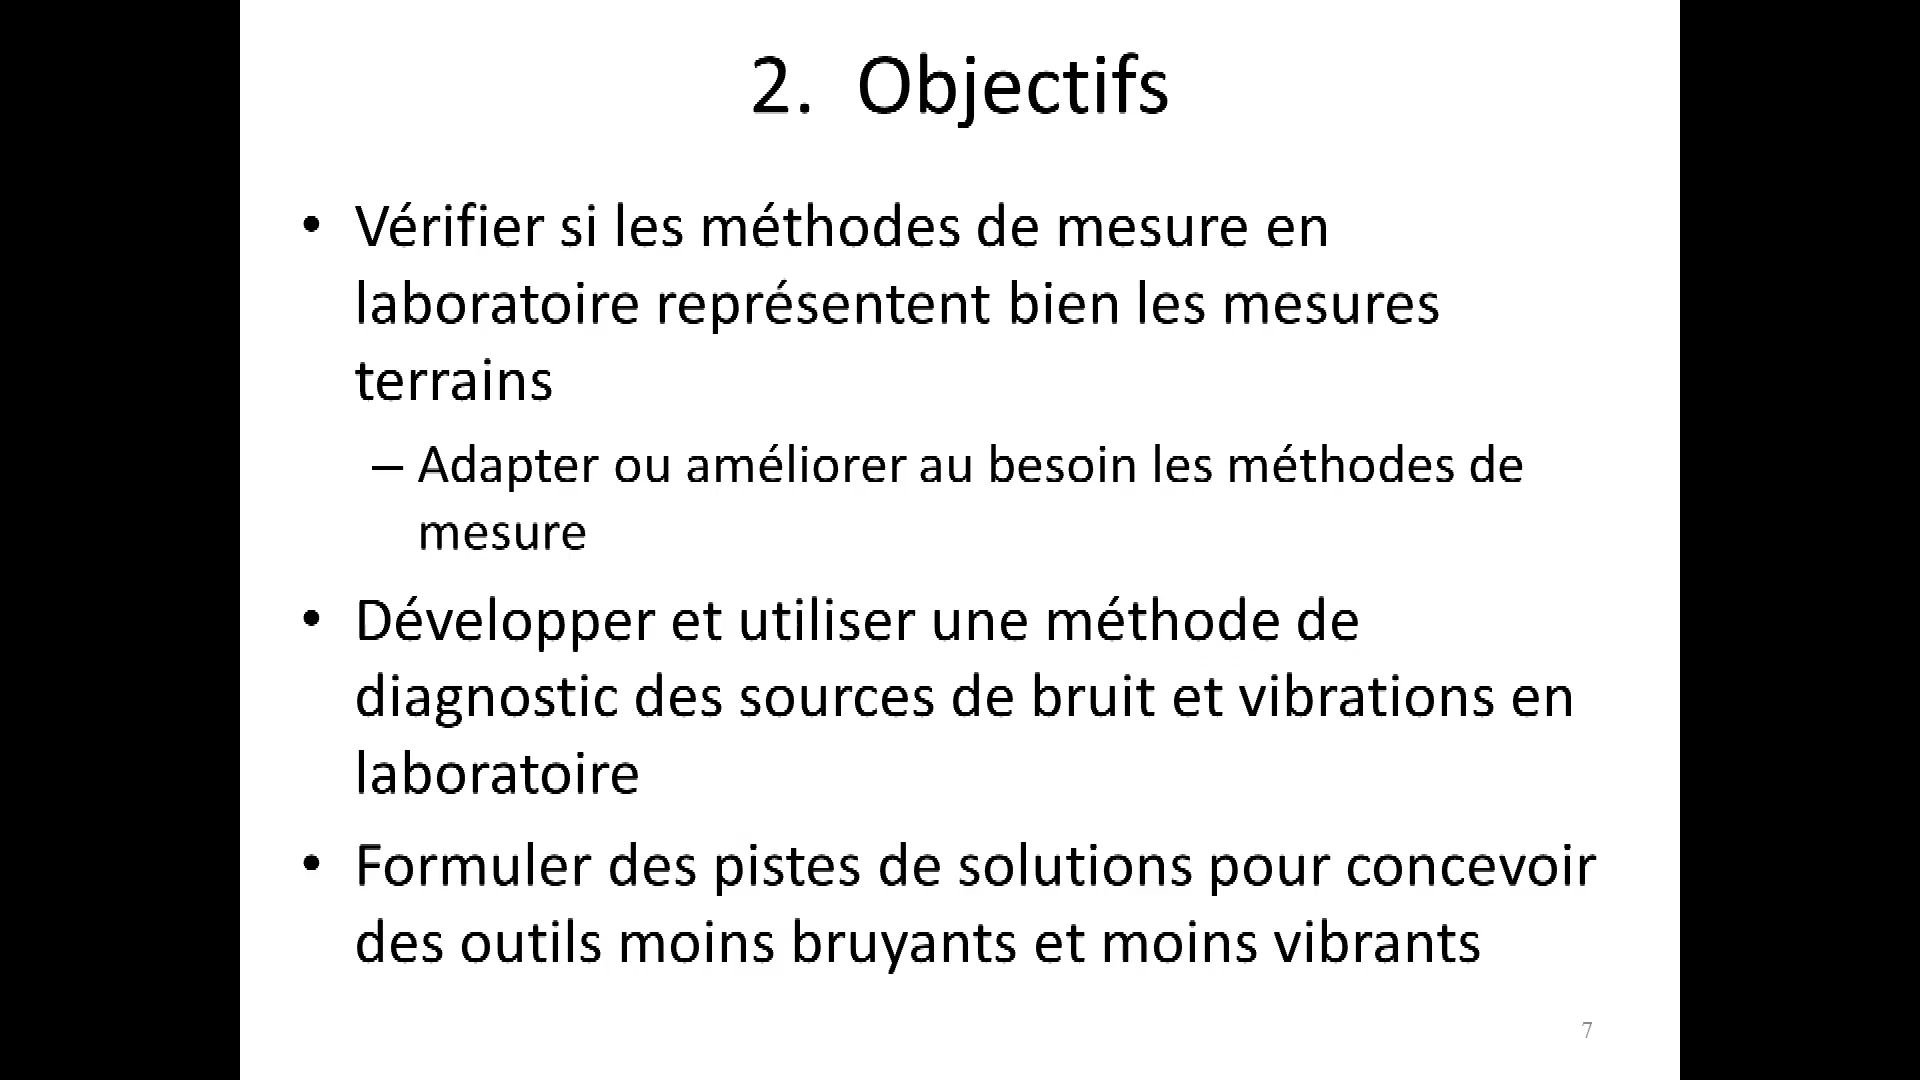 2. Objectifs
• Vérifier si les méthodes de mesure en
laboratoire représentent bien les mesures
terrains
– Adapter ou améliorer au besoin les méthodes de
mesure
• Développer et utiliser une méthode de
diagnostic des sources de bruit et vibrations en
laboratoire
• Formuler des pistes de solutions pour concevoir
des outils moins bruyants et moins vibrants
7